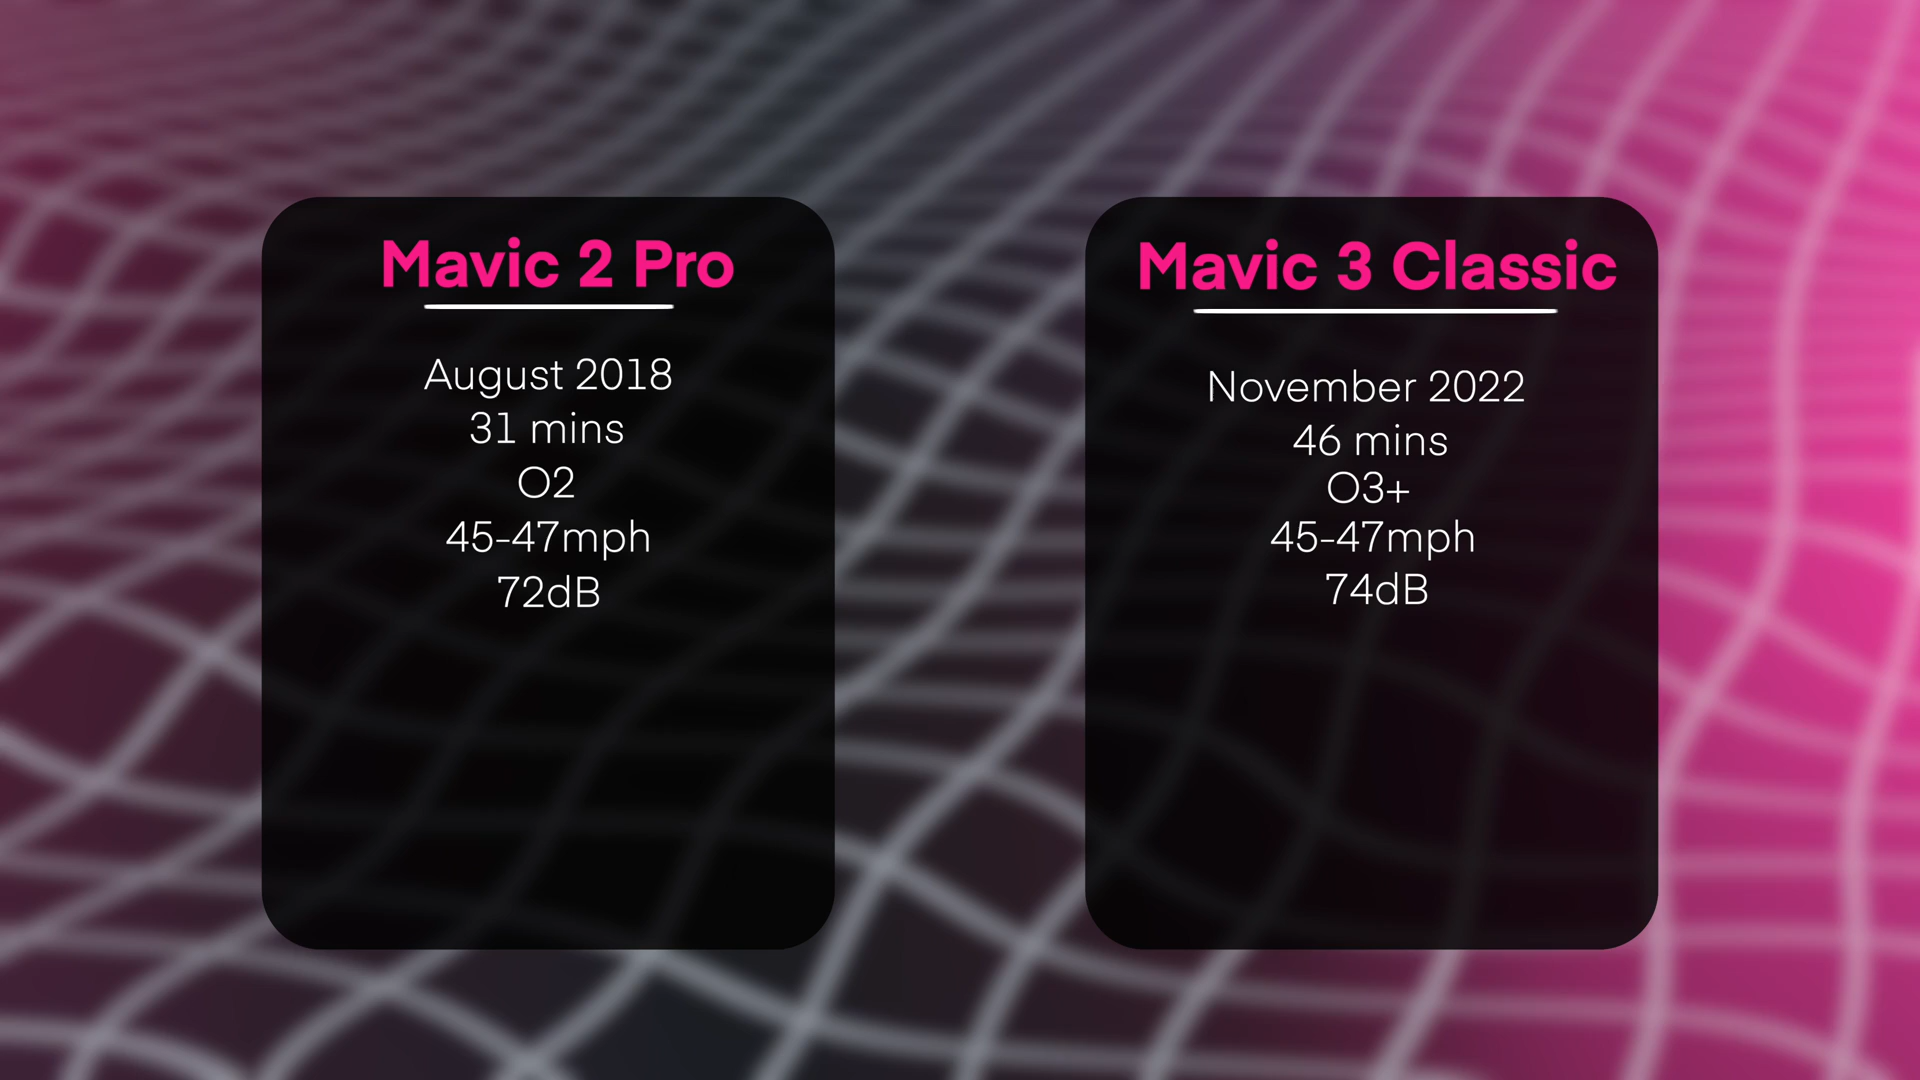 Mavic 2 Pro
August 2018
31 mins
O2
45-47mph
72dB
Mavic 3 Classic
November 2022
46 mins
O3+
45-47mph
74dB